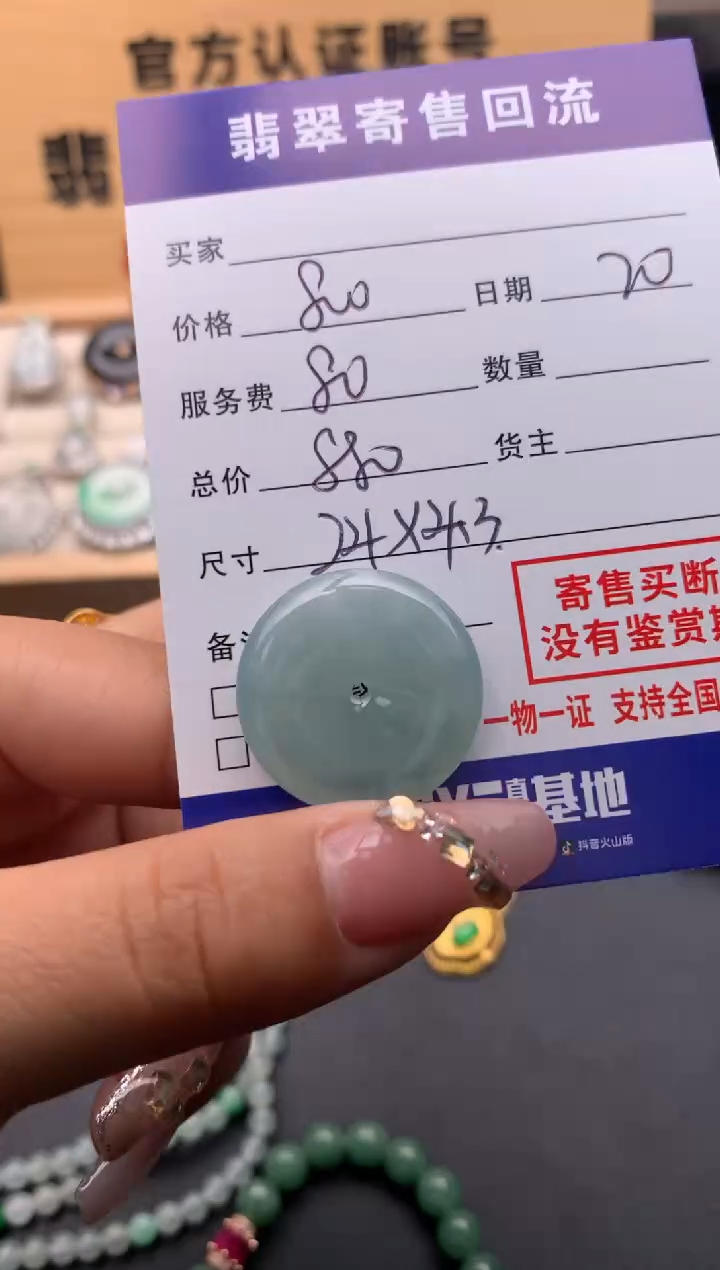 官方认证账号
翡
翡翠寄售回流
买家
价格 800 日期 20
服务费 80 数量
总价 880 货主
尺寸 24X4.3
寄售买断
没有鉴赏
备
一物一证 支持全国
基地
抖音火山版